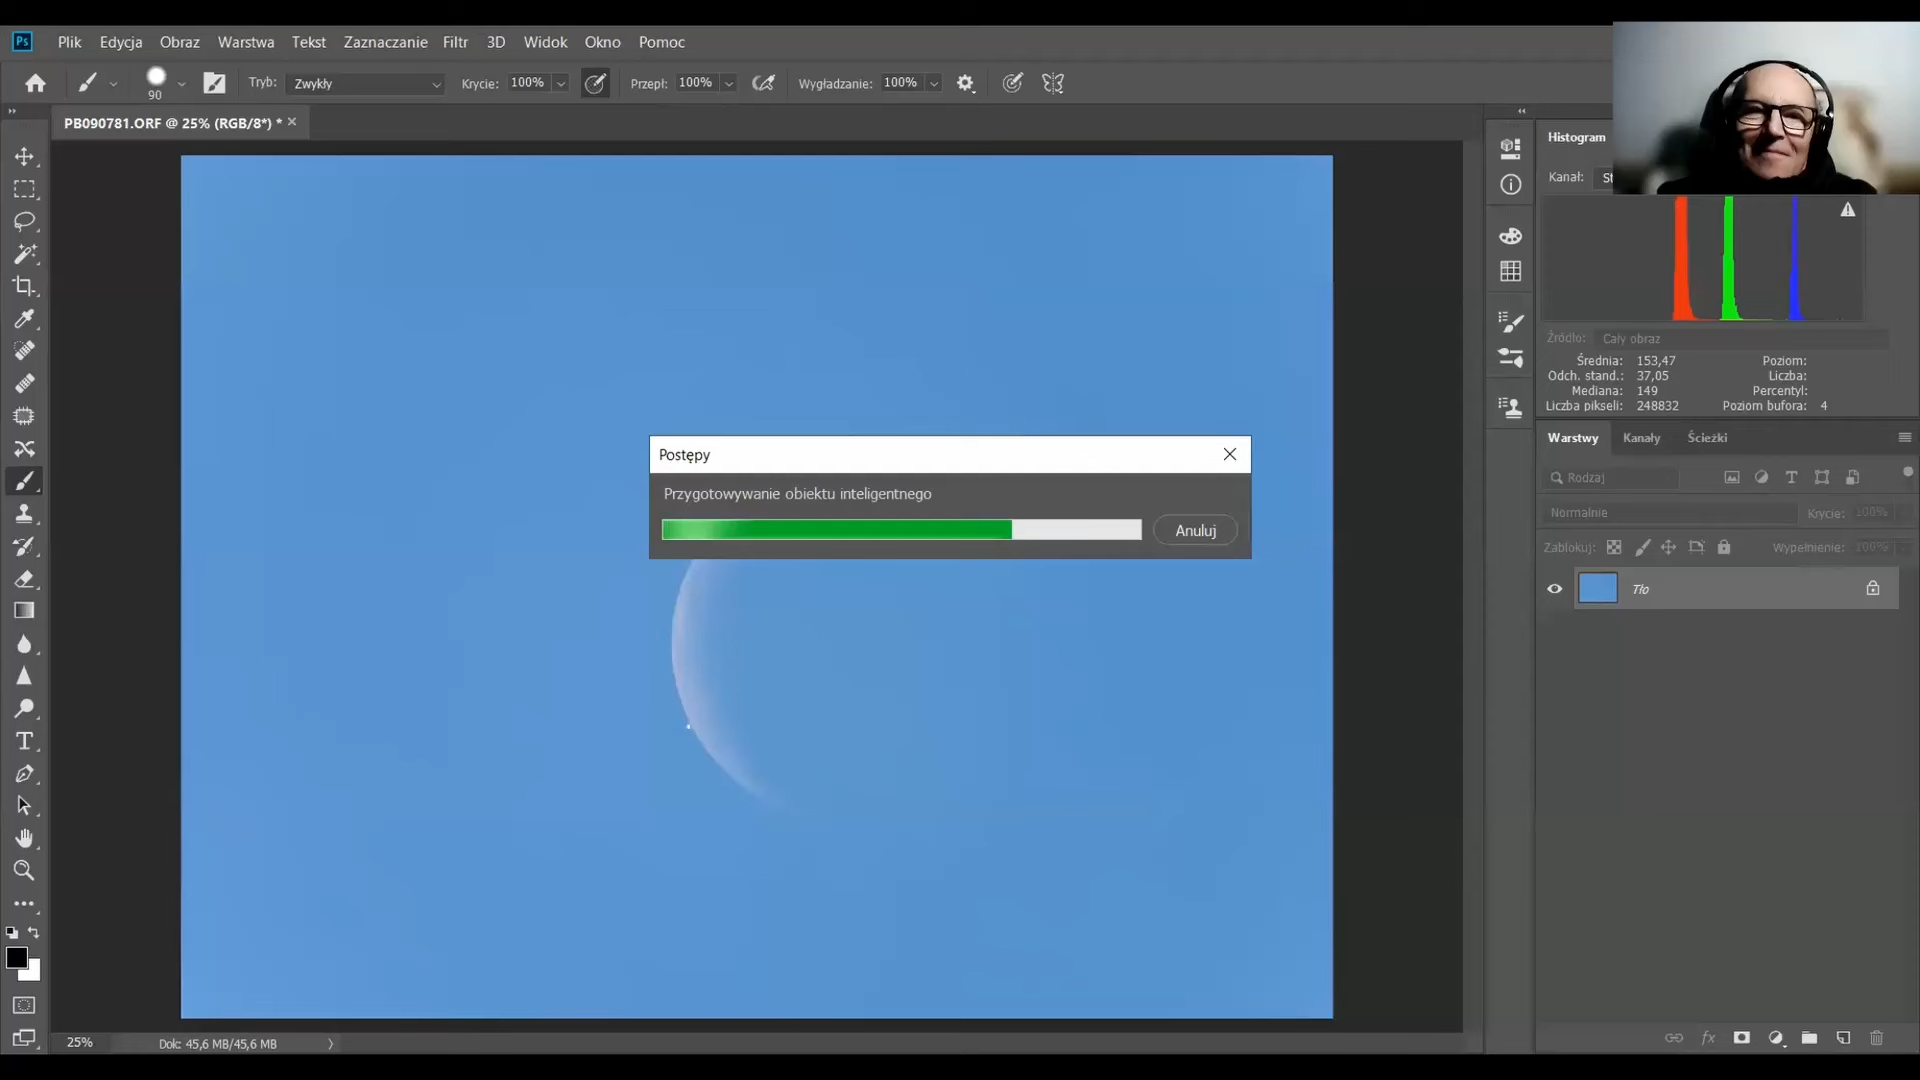 Ps Plik Edycja Obraz Warstwa Tekst Zaznaczanie Filtr 3D Widok Okno Pomoc
90 Tryb: Zwykły Krycie: 100% Przepł: 100% Wygładzanie: 100%
PB090781.ORF @ 25% (RGB/8*) *
Histogram
Kanał:
Źródło: Cały obraz
Średnia: 153,47 Poziom:
Odch. stand.: 37,05 Liczba:
Mediana: 149 Percentyl:
Liczba pikseli: 248832 Poziom bufora: 4
Warstwy Kanały Ścieżki
Rodzaj
Normalnie Krycie: 100%
Zablokuj: Wypełnienie: 100%
Tło
Postępy
Przygotowywanie obiektu inteligentnego
Anuluj
fx
25% Dok: 45,6 MB/45,6 MB